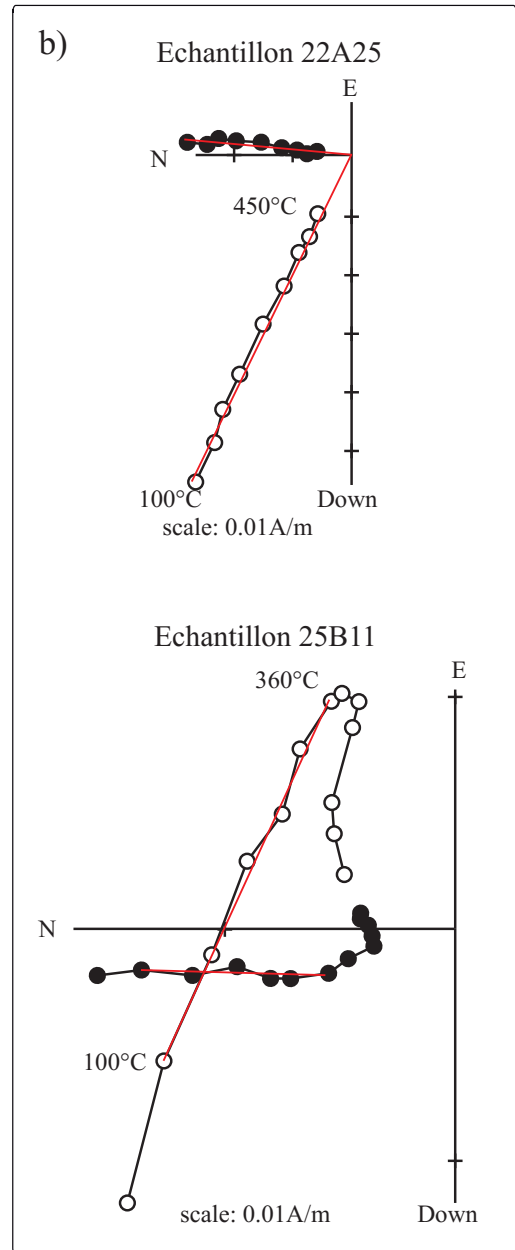 b)
Echantillon 22A25
E
N
450°C
100°C
Down
scale: 0.01A/m
Echantillon 25B11
E
360°C
N
100°C
scale: 0.01A/m
Down